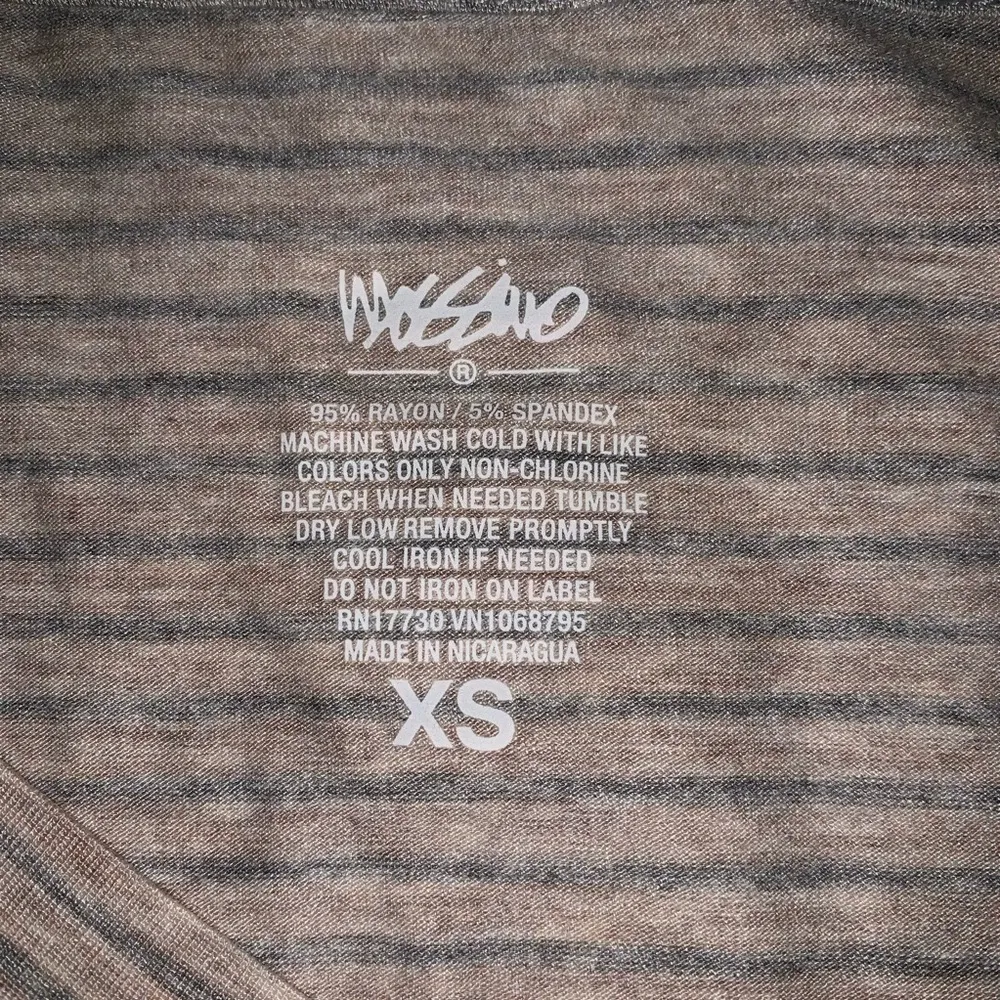 mossimo
®
95% RAYON / 5% SPANDEX
MACHINE WASH COLD WITH LIKE
COLORS ONLY NON-CHLORINE
BLEACH WHEN NEEDED TUMBLE
DRY LOW REMOVE PROMPTLY
COOL IRON IF NEEDED
DO NOT IRON ON LABEL
RN17730 VN1068795
MADE IN NICARAGUA
XS